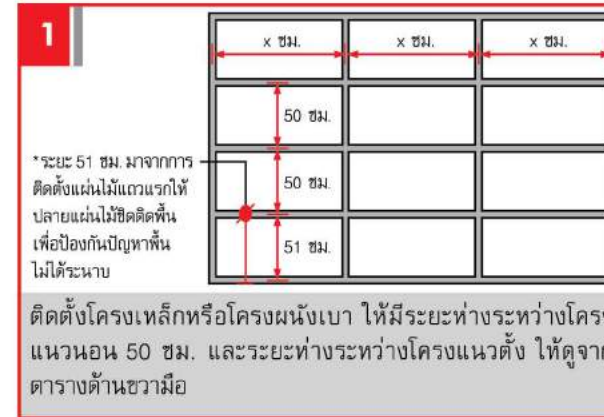 1
x ซม. x ซม. x ซม.
50 ซม.
50 ซม.
51 ซม.
*ระยะ 51 ซม. มาจากการ
ติดตั้งแผ่นไม้แถวแรกให้
ปลายแผ่นไม้ชิดติดพื้น
เพื่อป้องกันปัญหาพื้น
ไม่ได้ระนาบ
ติดตั้งโครงเหล็กหรือโครงผนังเบา ให้มีระยะห่างระหว่างโครง
แนวนอน 50 ซม. และระยะห่างระหว่างโครงแนวตั้ง ให้ดูจาก
ตารางด้านขวามือ